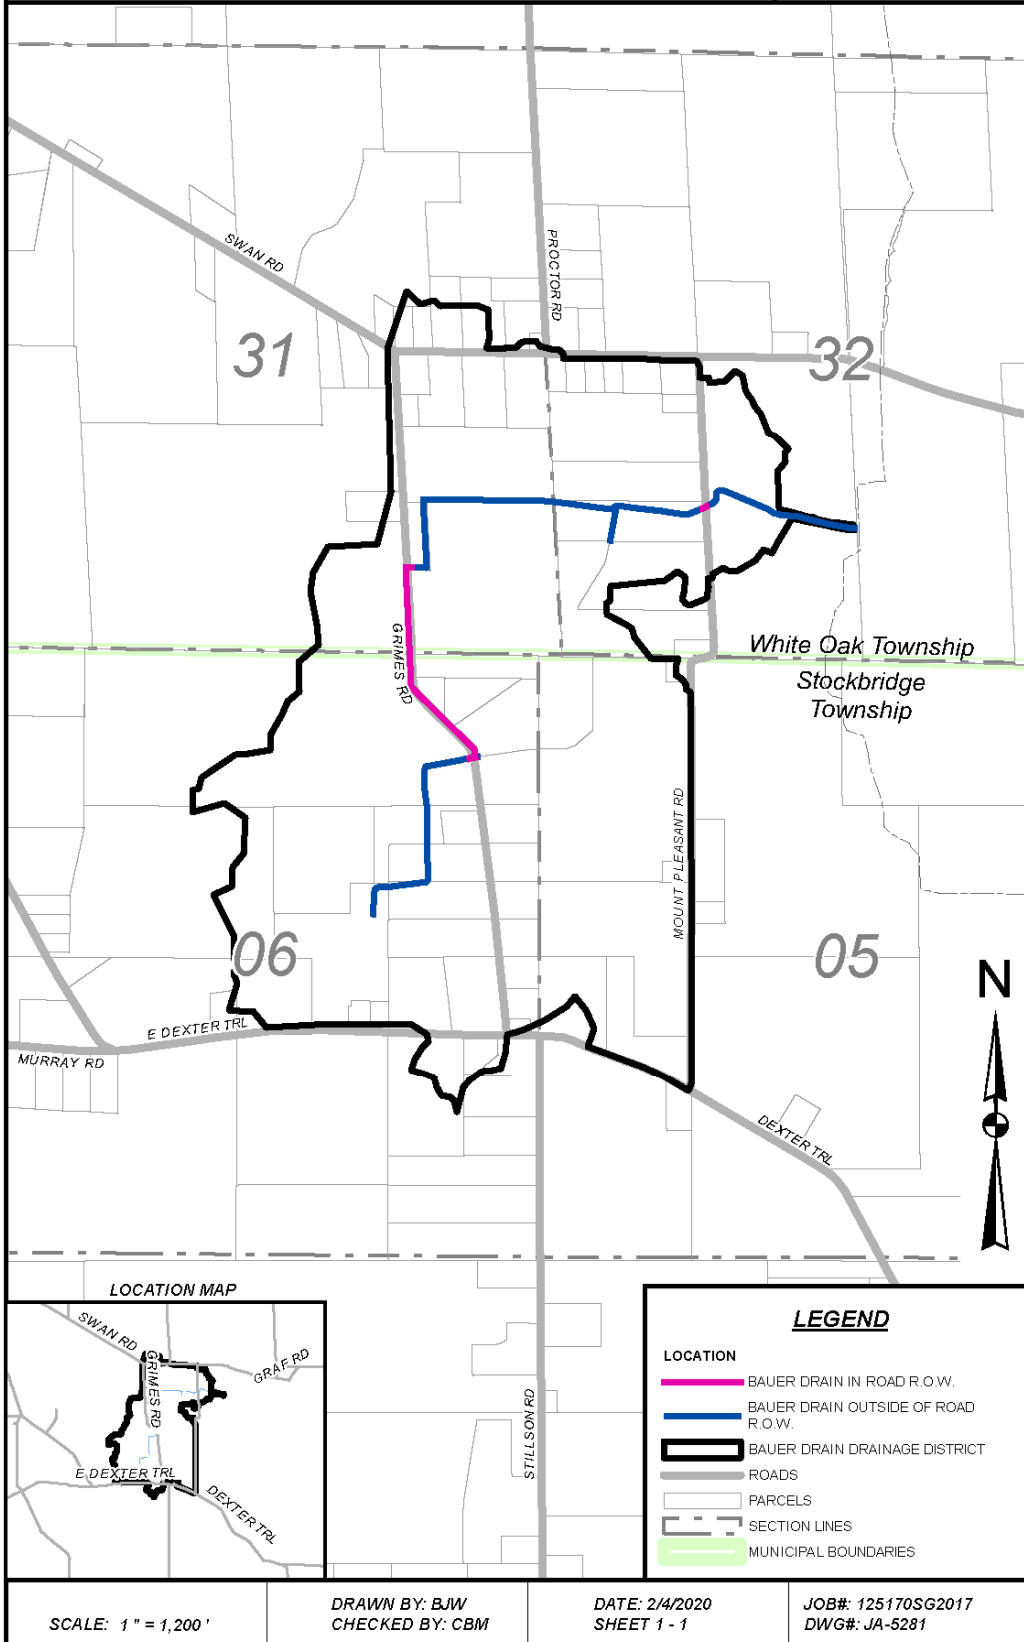 SWAN RD
PROCTOR RD
31
32
GRIMES RD
White Oak Township
Stockbridge
Township
MOUNT PLEASANT RD
06
05
N
E DEXTER TRL
MURRAY RD
DEXTER TRL
STILLSON RD
LOCATION MAP
SWAN RD
GRIMES RD
GRAF RD
E DEXTER TRL
DEXTER TRL
LEGEND
LOCATION
BAUER DRAIN IN ROAD R.O.W.
BAUER DRAIN OUTSIDE OF ROAD
R.O.W.
BAUER DRAIN DRAINAGE DISTRICT
ROADS
PARCELS
SECTION LINES
MUNICIPAL BOUNDARIES
SCALE: 1 " = 1,200 '
DRAWN BY: BJW
CHECKED BY: CBM
DATE: 2/4/2020
SHEET 1 - 1
JOB#: 125170SG2017
DWG#: JA-5281